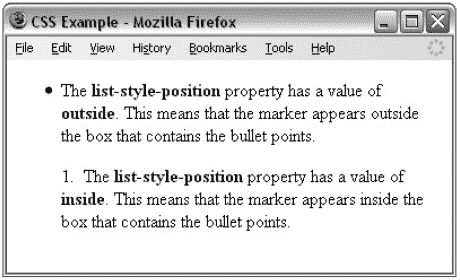 CSS Example - Mozilla Firefox
File Edit View History Bookmarks Tools Help
• The list-style-position property has a value of
outside. This means that the marker appears outside
the box that contains the bullet points.
1. The list-style-position property has a value of
inside. This means that the marker appears inside the
box that contains the bullet points.